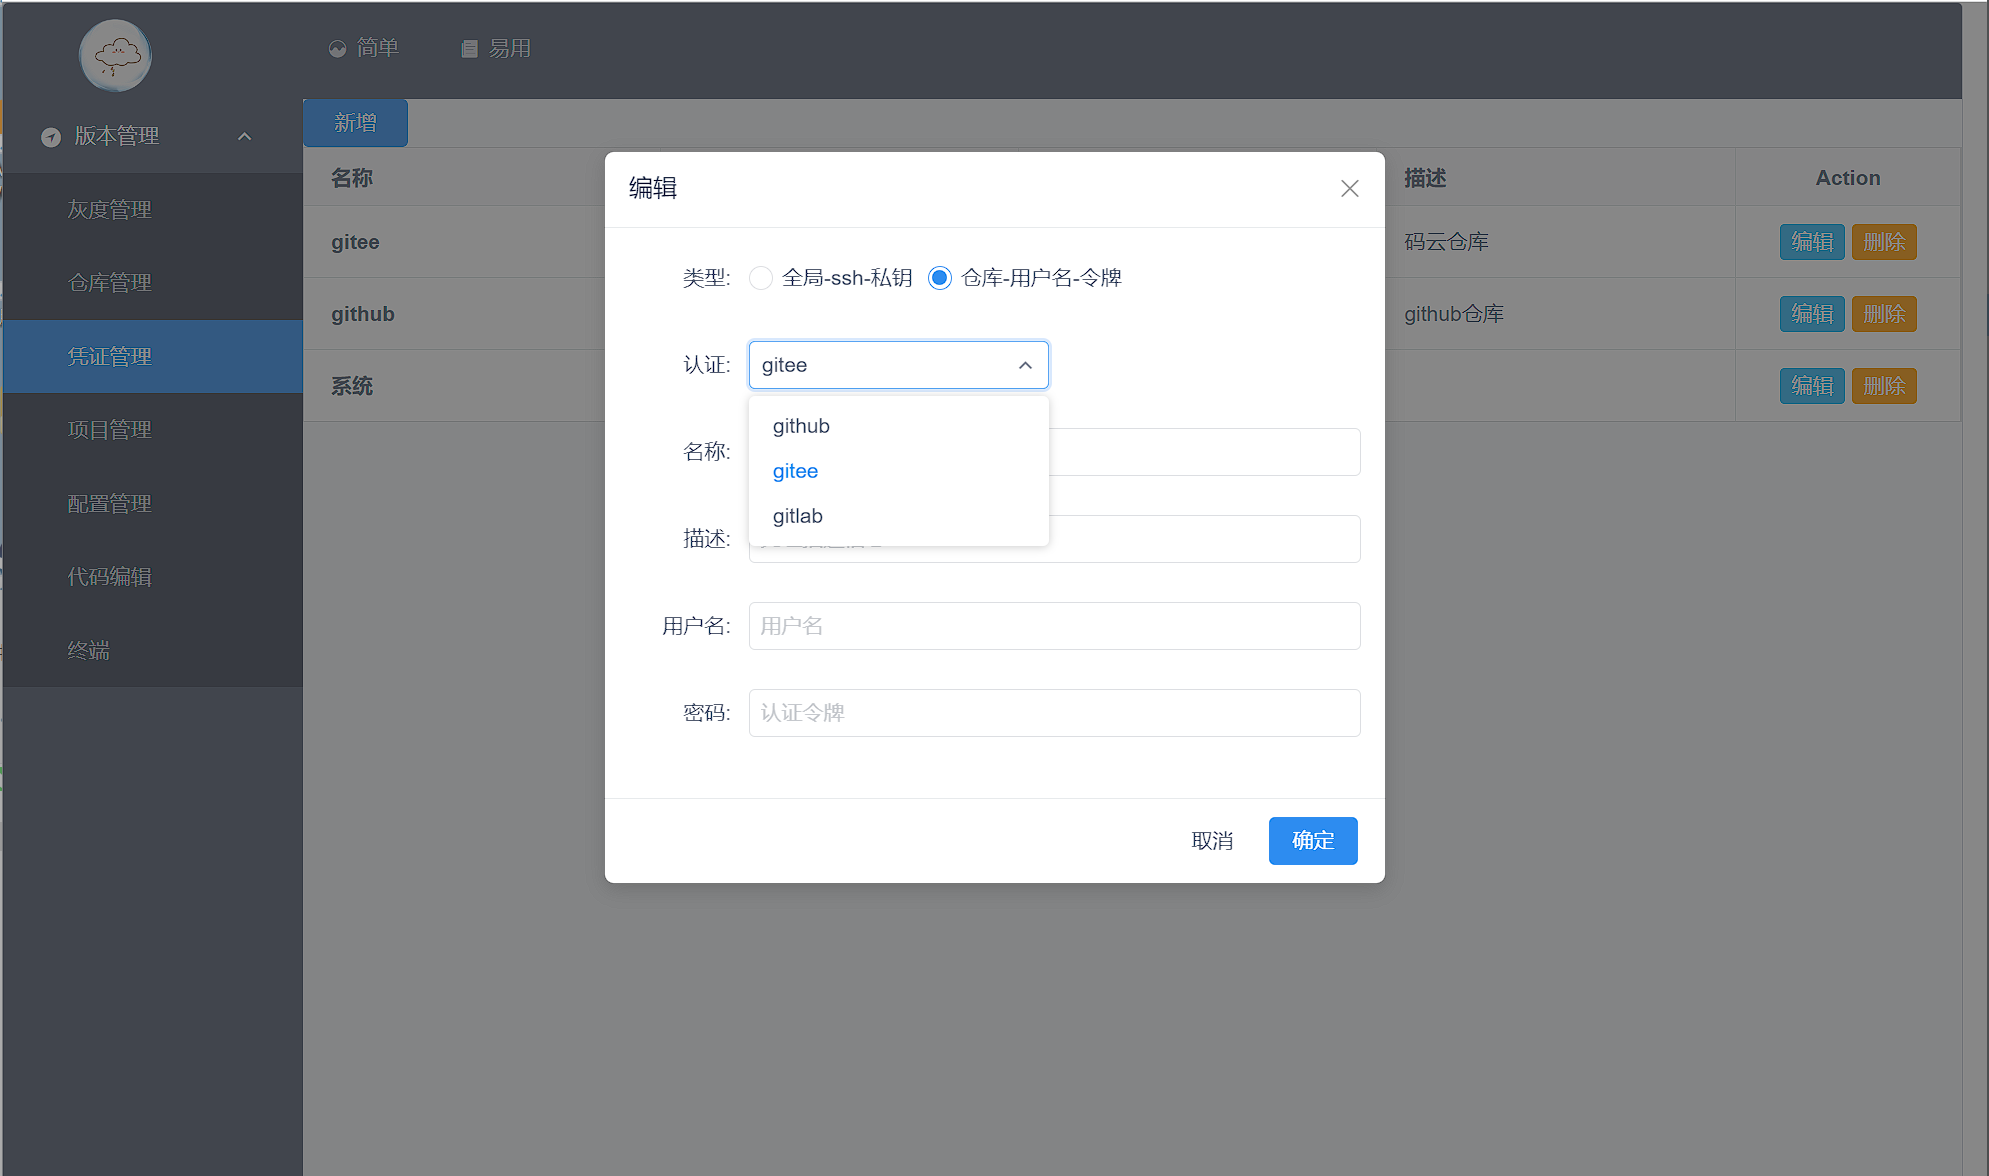 简单
易用
版本管理
灰度管理
仓库管理
凭证管理
项目管理
配置管理
代码编辑
终端
新增
名称
描述
Action
gitee
码云仓库
编辑
删除
github
github仓库
编辑
删除
系统
编辑
删除
编辑
类型:
全局-ssh-私钥
仓库-用户名-令牌
认证:
gitee
github
gitee
gitlab
名称:
描述:
用户名:
用户名
密码:
认证令牌
取消
确定